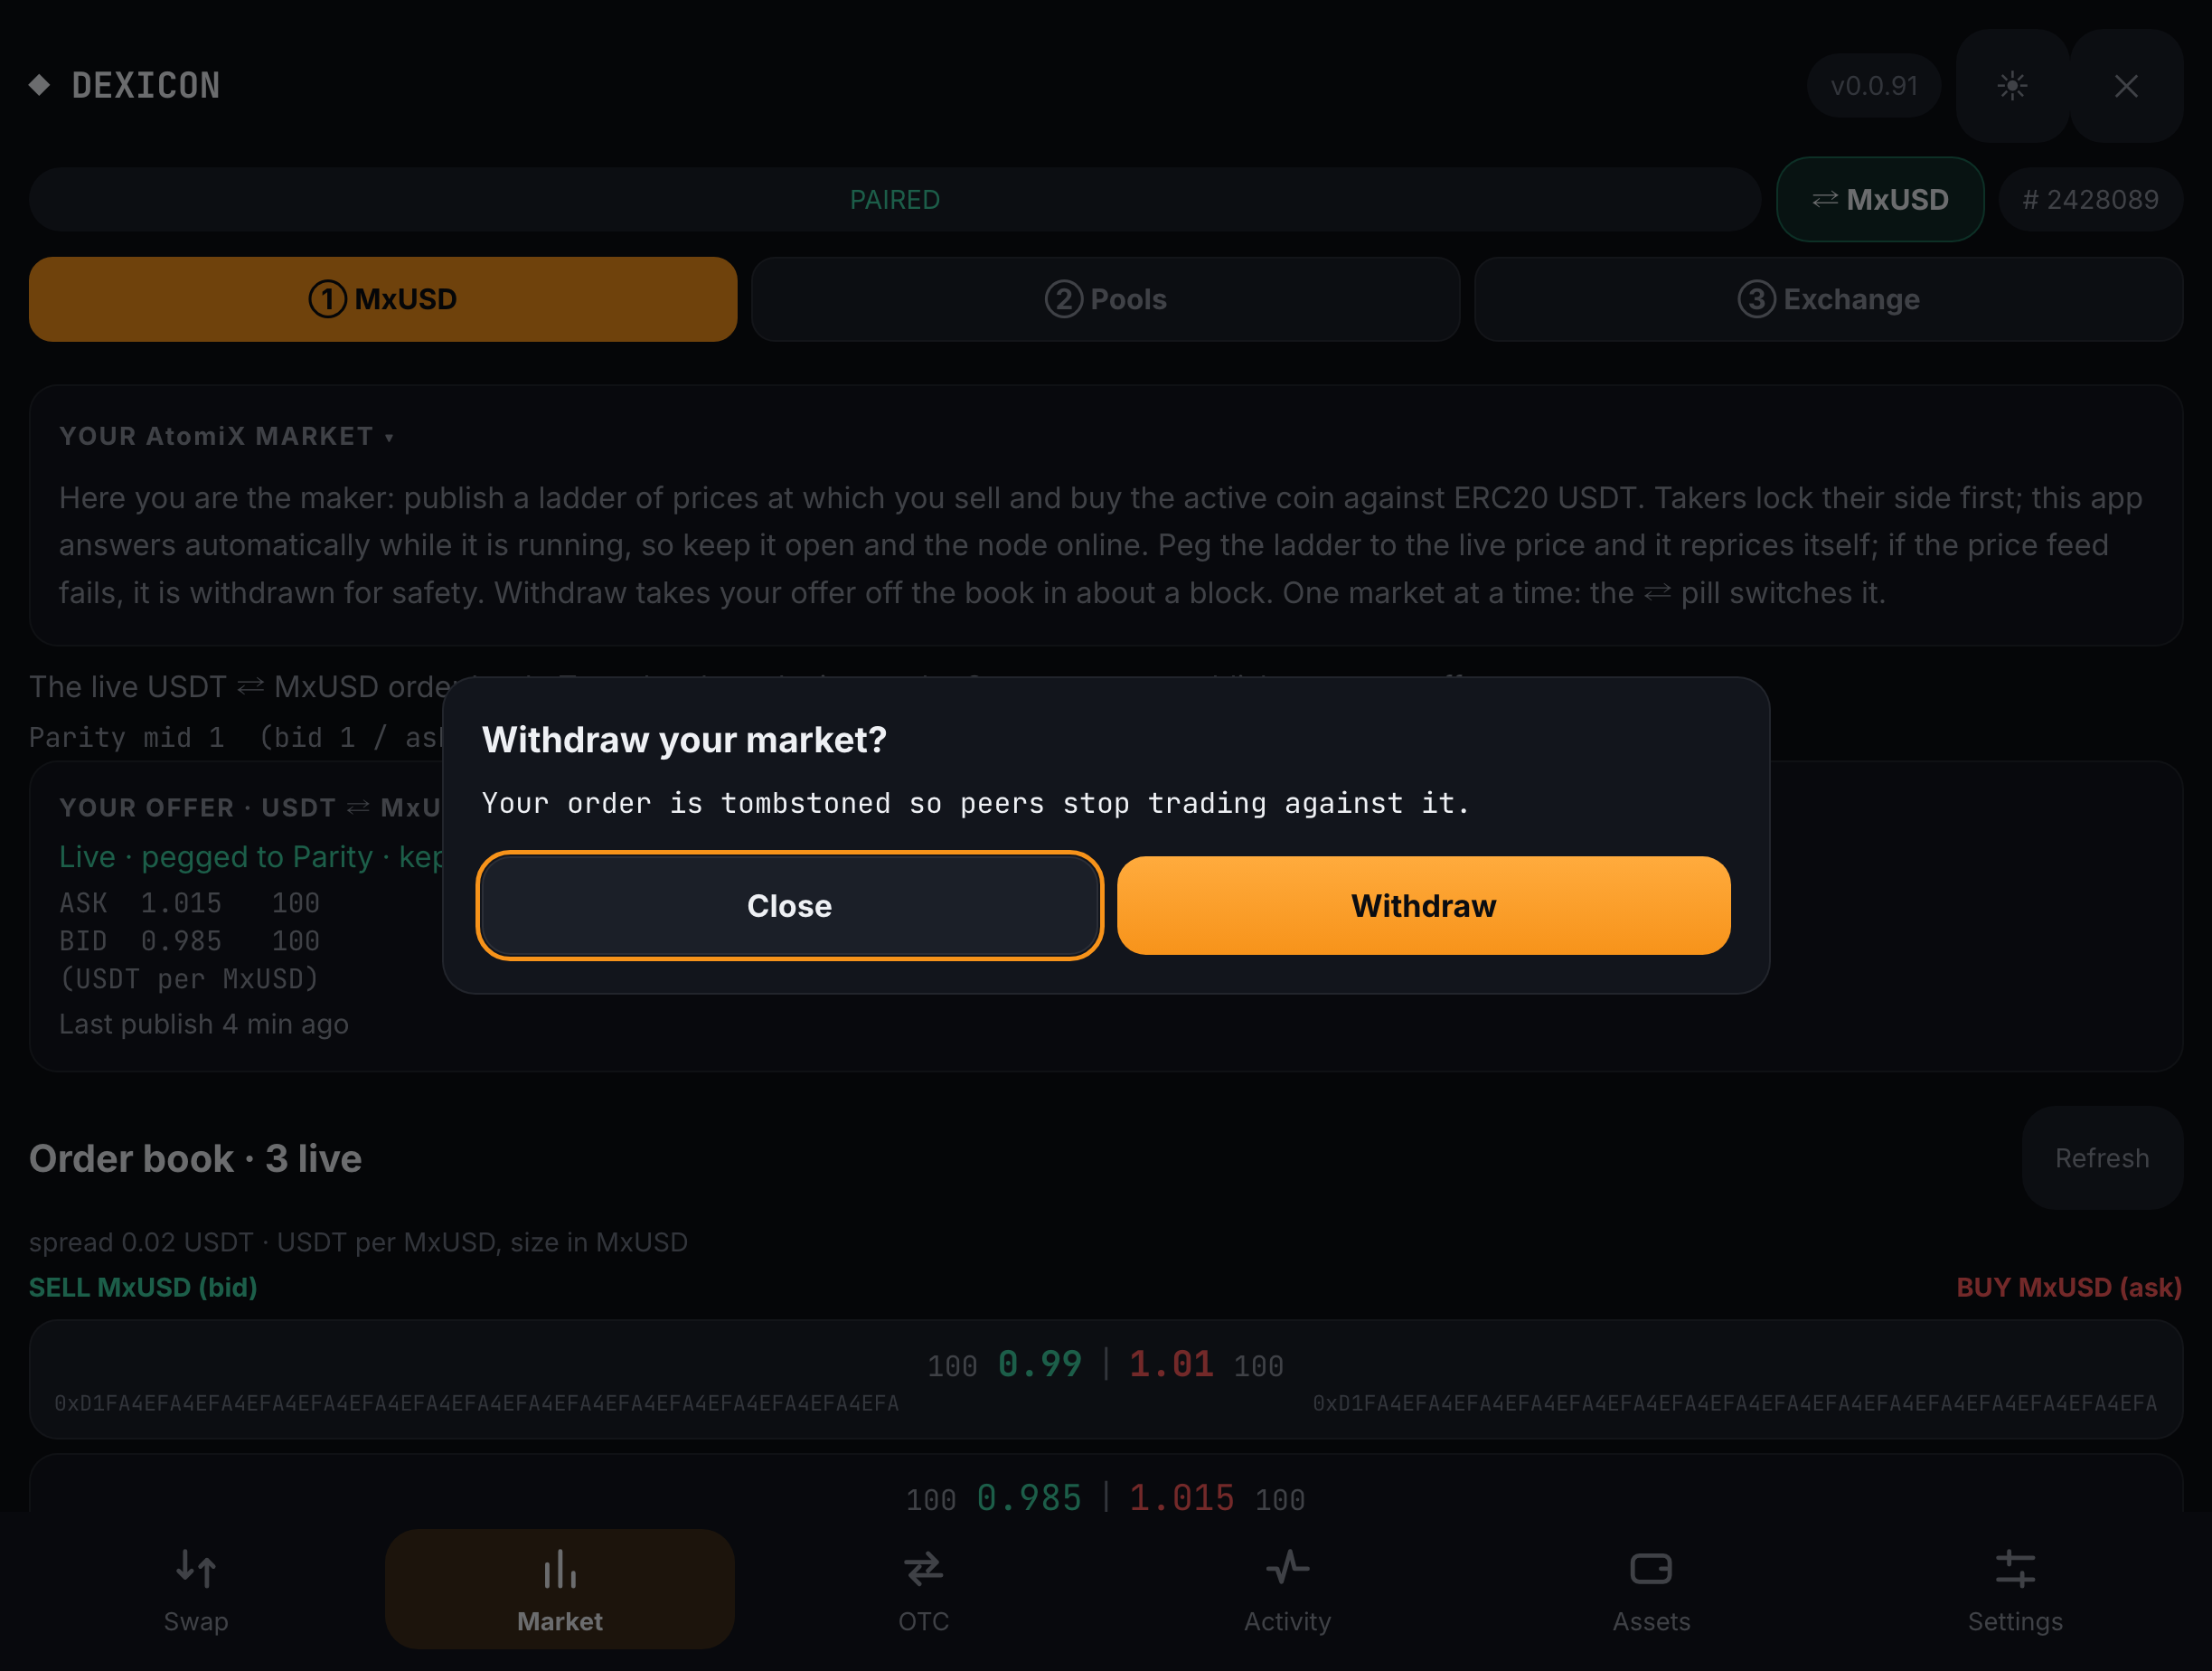 ◆ DEXICON
v0.0.91
PAIRED
⇄ MxUSD
# 2428089
① MxUSD
② Pools
③ Exchange
YOUR AtomiX MARKET ▾
Here you are the maker: publish a ladder of prices at which you sell and buy the active coin against ERC20 USDT. Takers lock their side first; this app
answers automatically while it is running, so keep it open and the node online. Peg the ladder to the live price and it reprices itself; if the price feed
fails, it is withdrawn for safety. Withdraw takes your offer off the book in about a block. One market at a time: the ⇄ pill switches it.
The live USDT ⇄ MxUSD order
Parity mid 1 (bid 1 / ask
Withdraw your market?
Your order is tombstoned so peers stop trading against it.
Close
Withdraw
YOUR OFFER · USDT ⇄ MxU
Live · pegged to Parity · kep
ASK 1.015 100
BID 0.985 100
(USDT per MxUSD)
Last publish 4 min ago
Order book · 3 live
Refresh
spread 0.02 USDT · USDT per MxUSD, size in MxUSD
SELL MxUSD (bid)
BUY MxUSD (ask)
100 0.99 | 1.01 100
0xD1FA4EFA4EFA4EFA4EFA4EFA4EFA4EFA4EFA4EFA4EFA4EFA4EFA4EFA4EFA4EFA
0xD1FA4EFA4EFA4EFA4EFA4EFA4EFA4EFA4EFA4EFA4EFA4EFA4EFA4EFA4EFA4EFA
100 0.985 | 1.015 100
Swap
Market
OTC
Activity
Assets
Settings